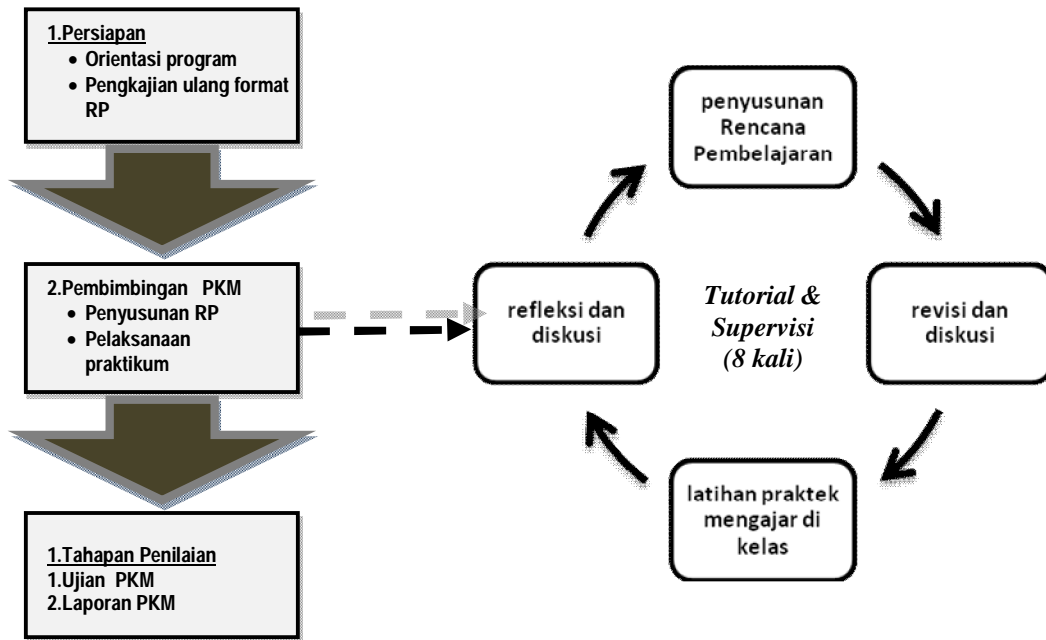 1.Persiapan
• Orientasi program
• Pengkajian ulang format
RP
2.Pembimbingan PKM
• Penyusunan RP
• Pelaksanaan
praktikum
1.Tahapan Penilaian
1.Ujian PKM
2.Laporan PKM
penyusunan
Rencana
Pembelajaran
refleksi dan
diskusi
Tutorial &
Supervisi
(8 kali)
revisi dan
diskusi
latihan praktek
mengajar di
kelas